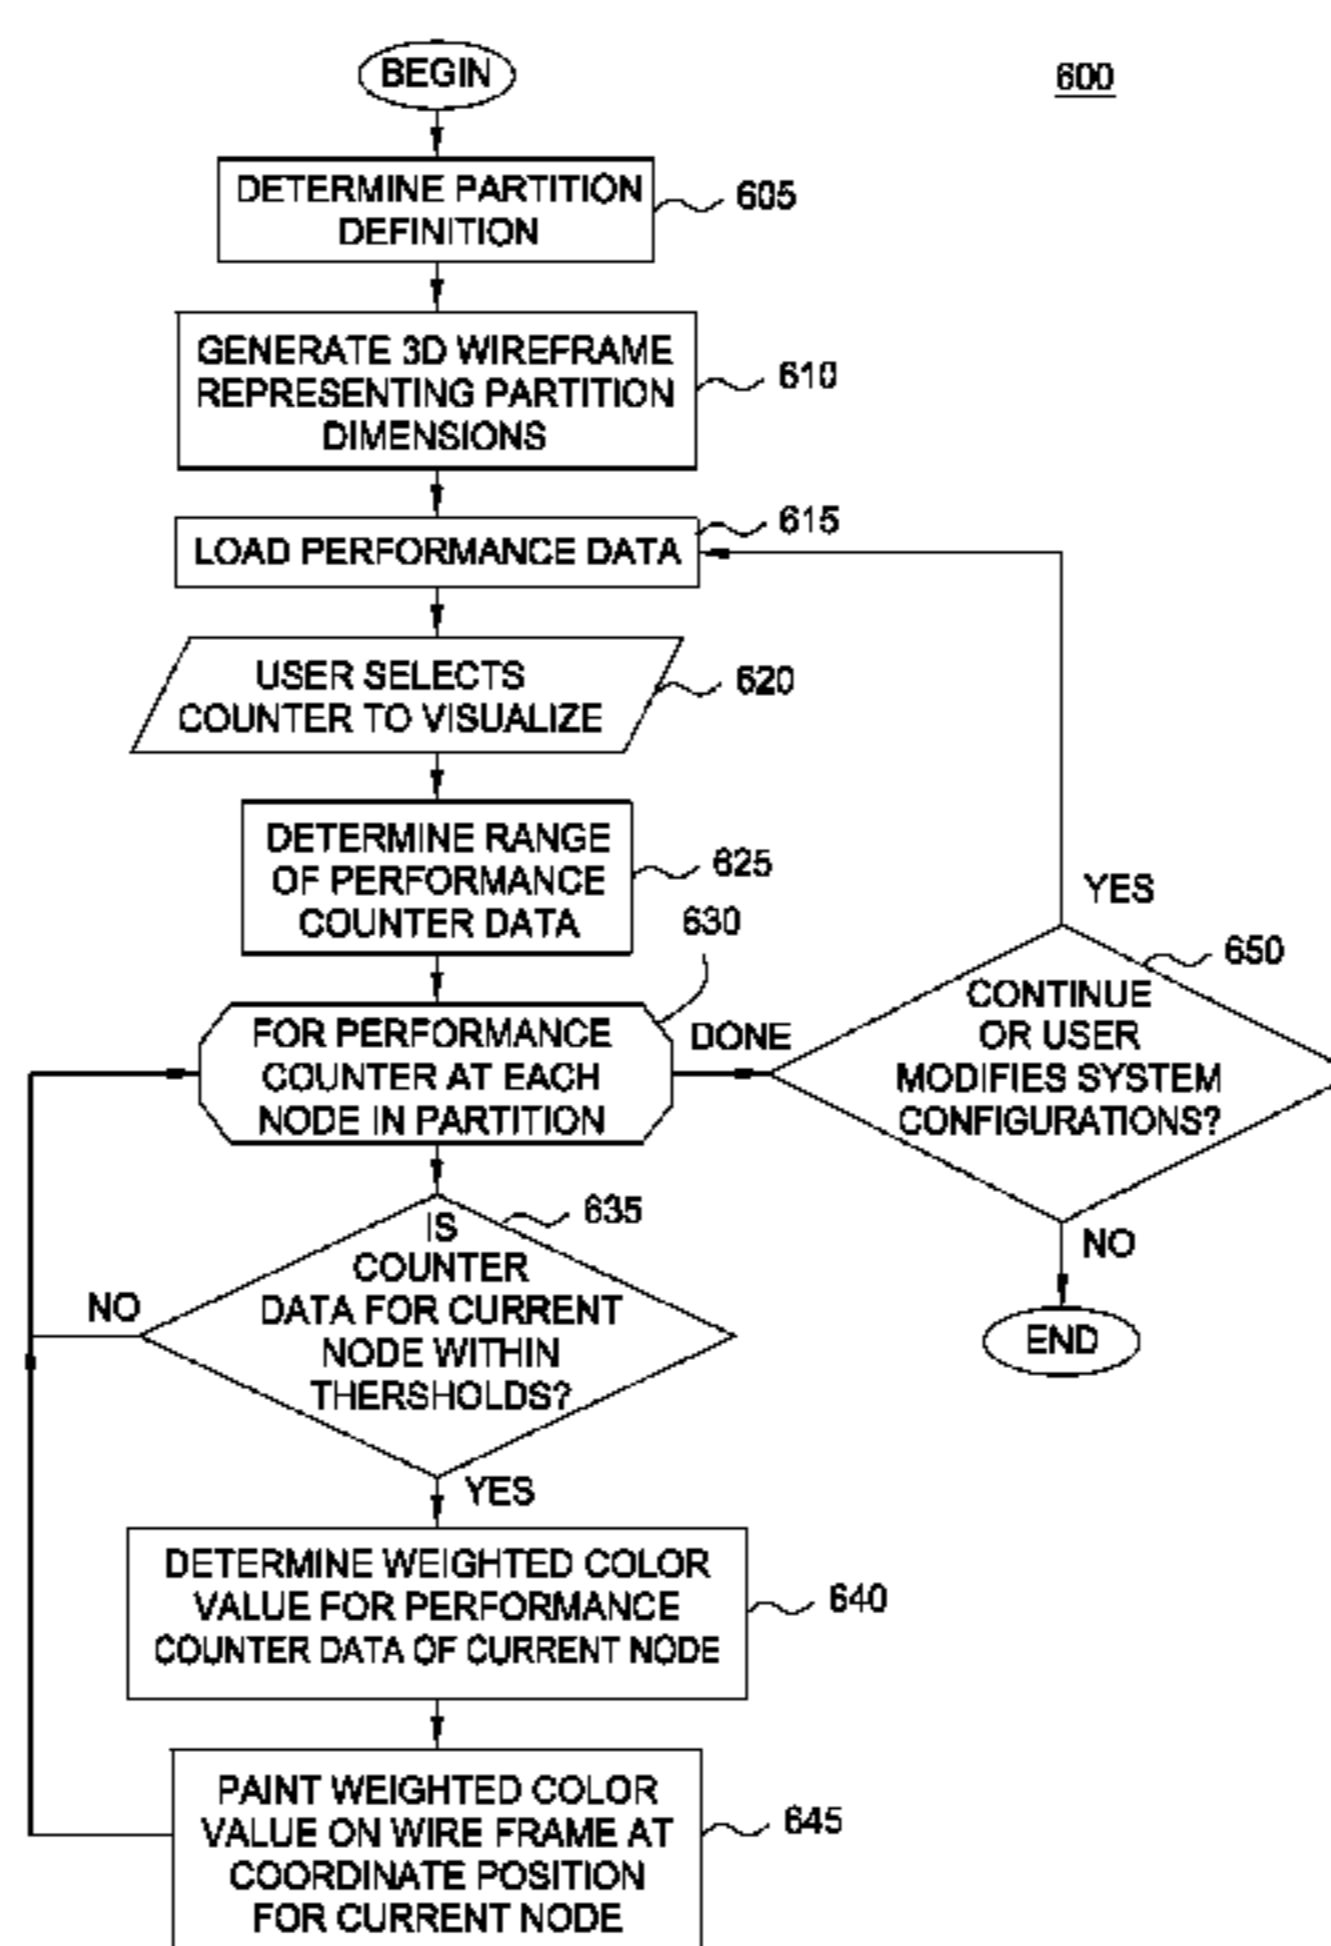 BEGIN
600
DETERMINE PARTITION
DEFINITION
605
GENERATE 3D WIREFRAME
REPRESENTING PARTITION
DIMENSIONS
610
LOAD PERFORMANCE DATA
615
USER SELECTS
COUNTER TO VISUALIZE
620
DETERMINE RANGE
OF PERFORMANCE
COUNTER DATA
625
630
FOR PERFORMANCE
COUNTER AT EACH
NODE IN PARTITION
DONE
YES
650
CONTINUE
OR USER
MODIFIES SYSTEM
CONFIGURATIONS?
NO
END
635
IS
COUNTER
DATA FOR CURRENT
NODE WITHIN
THERSHOLDS?
NO
YES
DETERMINE WEIGHTED COLOR
VALUE FOR PERFORMANCE
COUNTER DATA OF CURRENT NODE
640
PAINT WEIGHTED COLOR
VALUE ON WIRE FRAME AT
COORDINATE POSITION
FOR CURRENT NODE
645